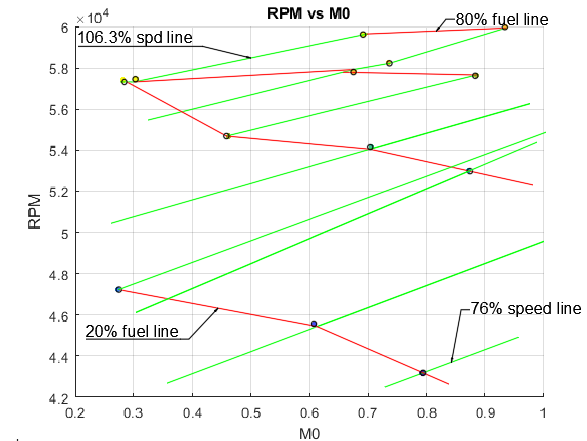 RPM vs M0
× 10⁴
80% fuel line
106.3% spd line
6
5.8
5.6
5.4
5.2
5
4.8
4.6
4.4
4.2
RPM
20% fuel line
76% speed line
0.2 0.3 0.4 0.5 0.6 0.7 0.8 0.9 1
M0